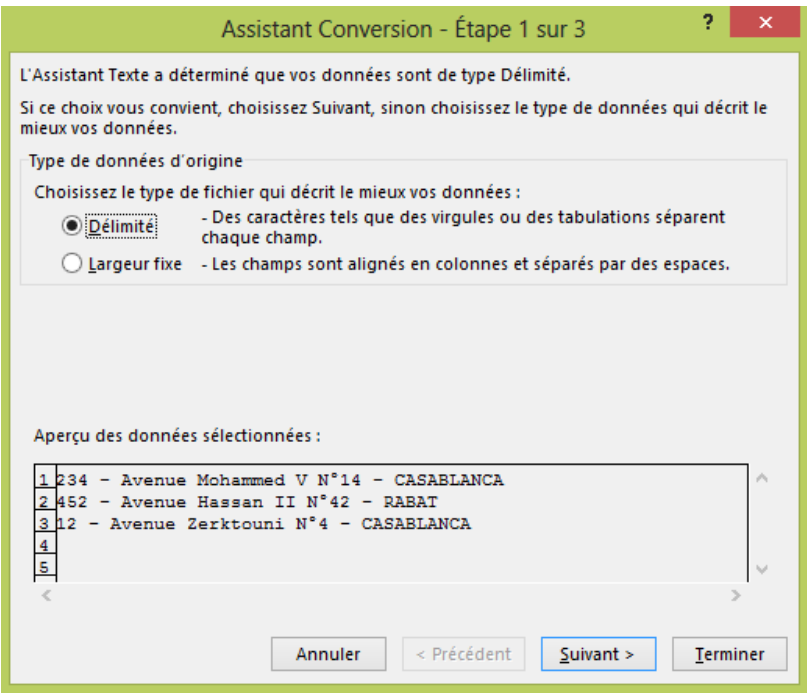 Assistant Conversion - Étape 1 sur 3
?
L'Assistant Texte a déterminé que vos données sont de type Délimité.
Si ce choix vous convient, choisissez Suivant, sinon choisissez le type de données qui décrit le
mieux vos données.
Type de données d'origine
Choisissez le type de fichier qui décrit le mieux vos données :
Délimité - Des caractères tels que des virgules ou des tabulations séparent
chaque champ.
Largeur fixe - Les champs sont alignés en colonnes et séparés par des espaces.
Aperçu des données sélectionnées :
1 234 - Avenue Mohammed V N°14 - CASABLANCA
2 452 - Avenue Hassan II N°42 - RABAT
3 12 - Avenue Zerktouni N°4 - CASABLANCA
4
5
Annuler < Précédent Suivant > Terminer